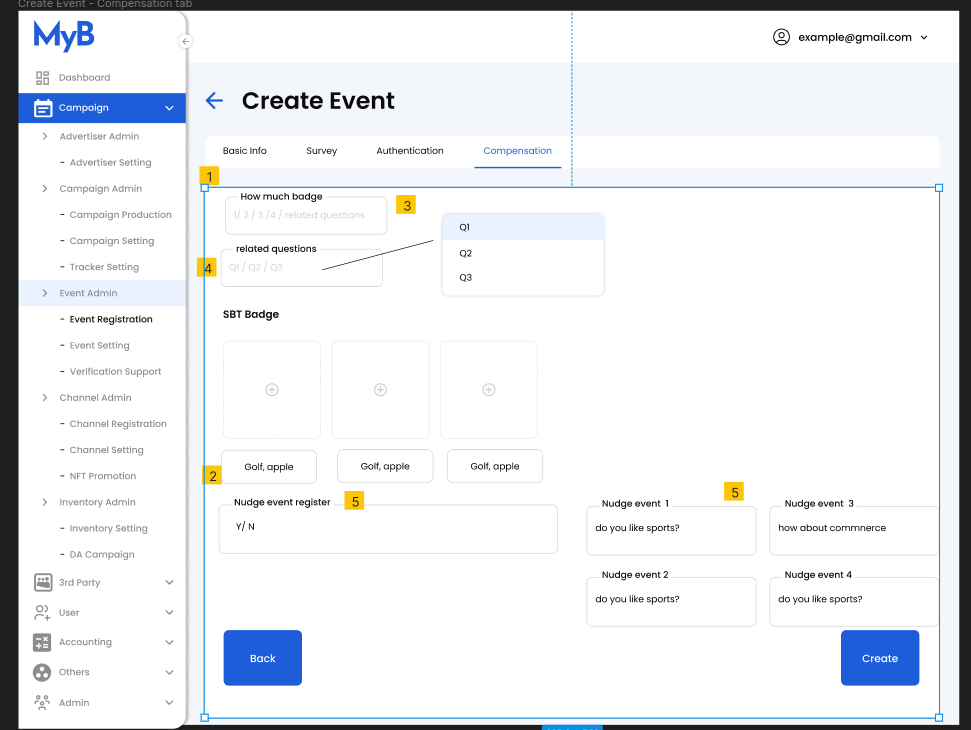 Create Event - Compensation tab
MyB
example@gmail.com
Dashboard
Campaign
Advertiser Admin
- Advertiser Setting
Campaign Admin
- Campaign Production
- Campaign Setting
- Tracker Setting
Event Admin
- Event Registration
- Event Setting
- Verification Support
Channel Admin
- Channel Registration
- Channel Setting
- NFT Promotion
Inventory Admin
- Inventory Setting
- DA Campaign
3rd Party
User
Accounting
Others
Admin
Create Event
Basic Info Survey Authentication Compensation
1
How much badge
1/ 2 / 3 /4 / related questions
3
related questions
4
Q1 / Q2 / Q3
Q1
Q2
Q3
SBT Badge
2
Golf, apple Golf, apple Golf, apple
Nudge event register
5
Y/ N
5
Nudge event 1
do you like sports?
Nudge event 3
how about commnerce
Nudge event 2
do you like sports?
Nudge event 4
do you like sports?
Back
Create